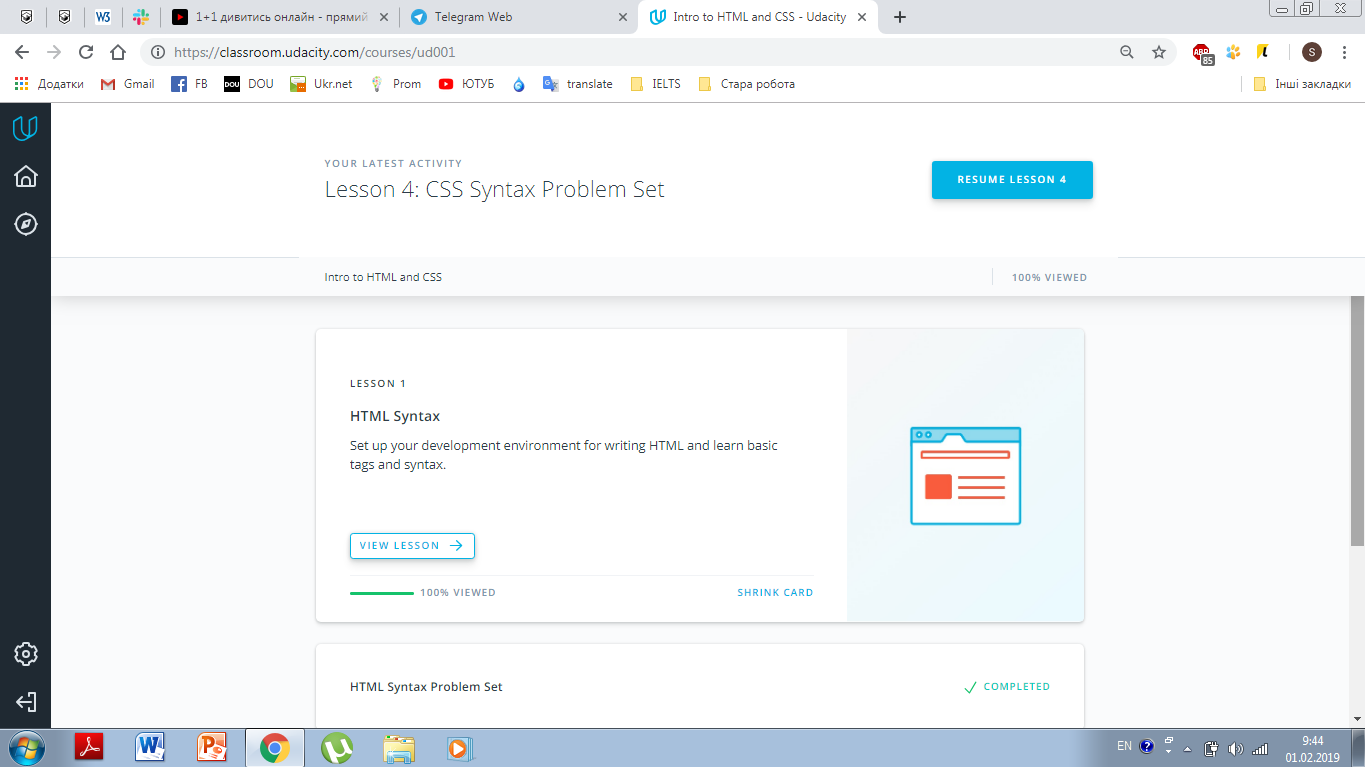 W3
1+1 дивитись онлайн - прямий
Telegram Web
Intro to HTML and CSS - Udacity
https://classroom.udacity.com/courses/ud001
ABP
85
S
Додатки
Gmail
FB
DOU
DOU
Ukr.net
Prom
ЮТУБ
translate
IELTS
Стара робота
Інші закладки
YOUR LATEST ACTIVITY
Lesson 4: CSS Syntax Problem Set
RESUME LESSON 4
Intro to HTML and CSS
100% VIEWED
LESSON 1
HTML Syntax
Set up your development environment for writing HTML and learn basic
tags and syntax.
VIEW LESSON
100% VIEWED
SHRINK CARD
HTML Syntax Problem Set
COMPLETED
EN
9:44
01.02.2019